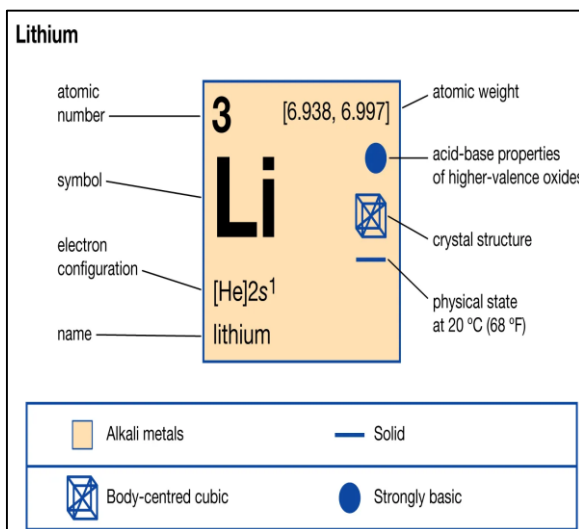 Lithium
atomic
number
3
[6.938, 6.997]
atomic weight
acid-base properties
of higher-valence oxides
symbol
Li
crystal structure
electron
configuration
[He]2s¹
physical state
at 20 ºC (68 ºF)
name
lithium
Alkali metals
Solid
Body-centred cubic
Strongly basic